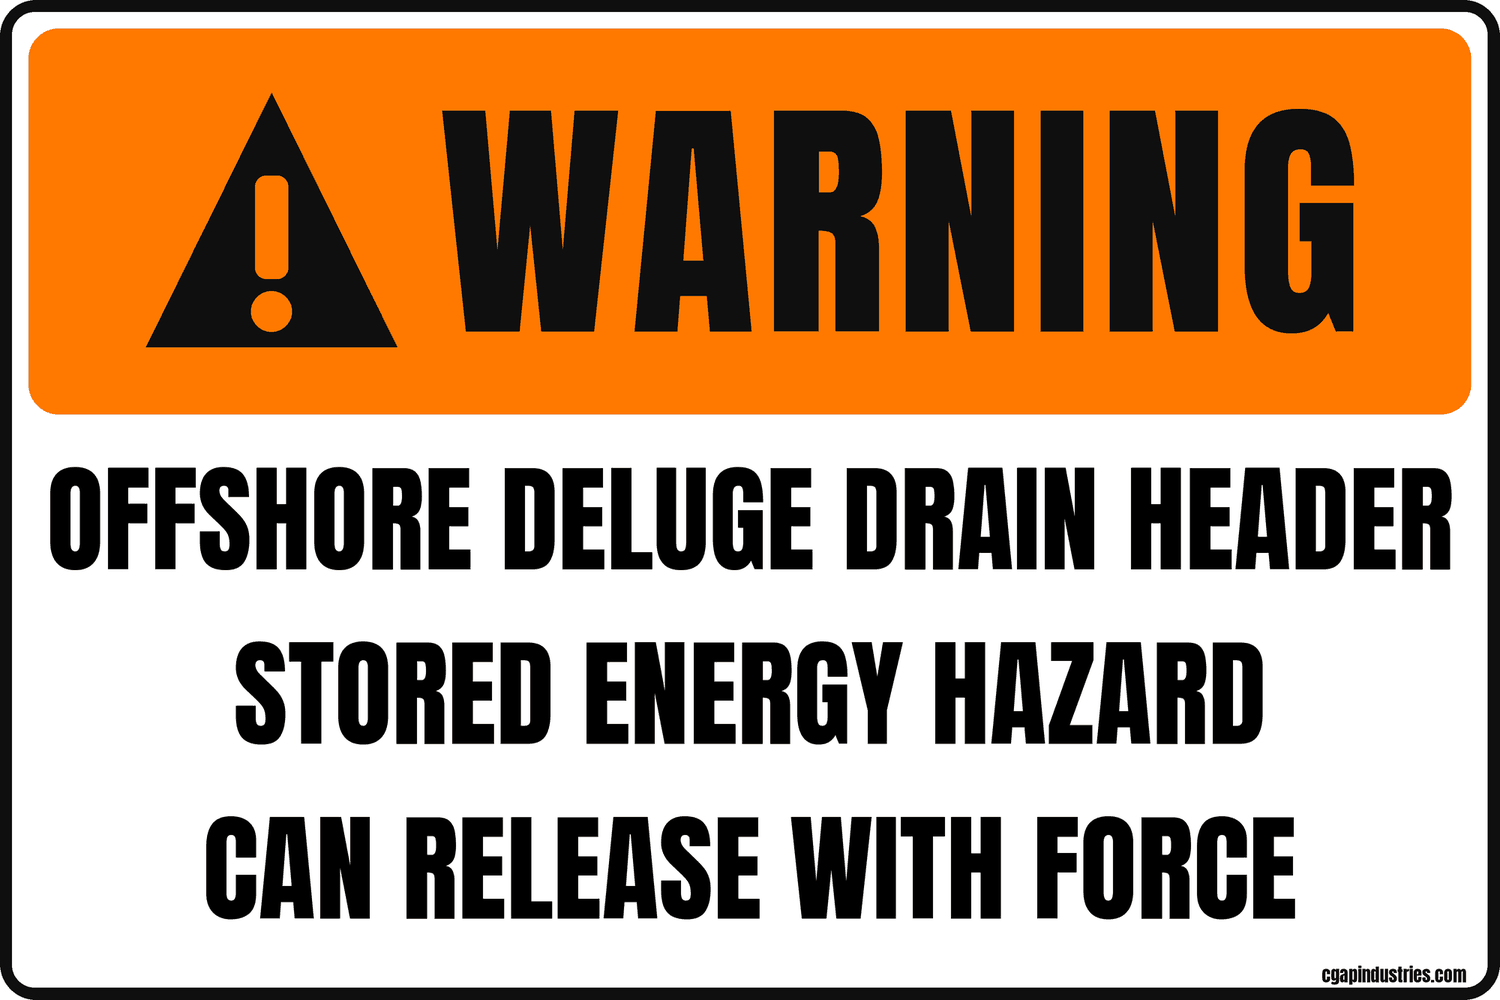 WARNING
OFFSHORE DELUGE DRAIN HEADER
STORED ENERGY HAZARD
CAN RELEASE WITH FORCE
cgapindustries.com